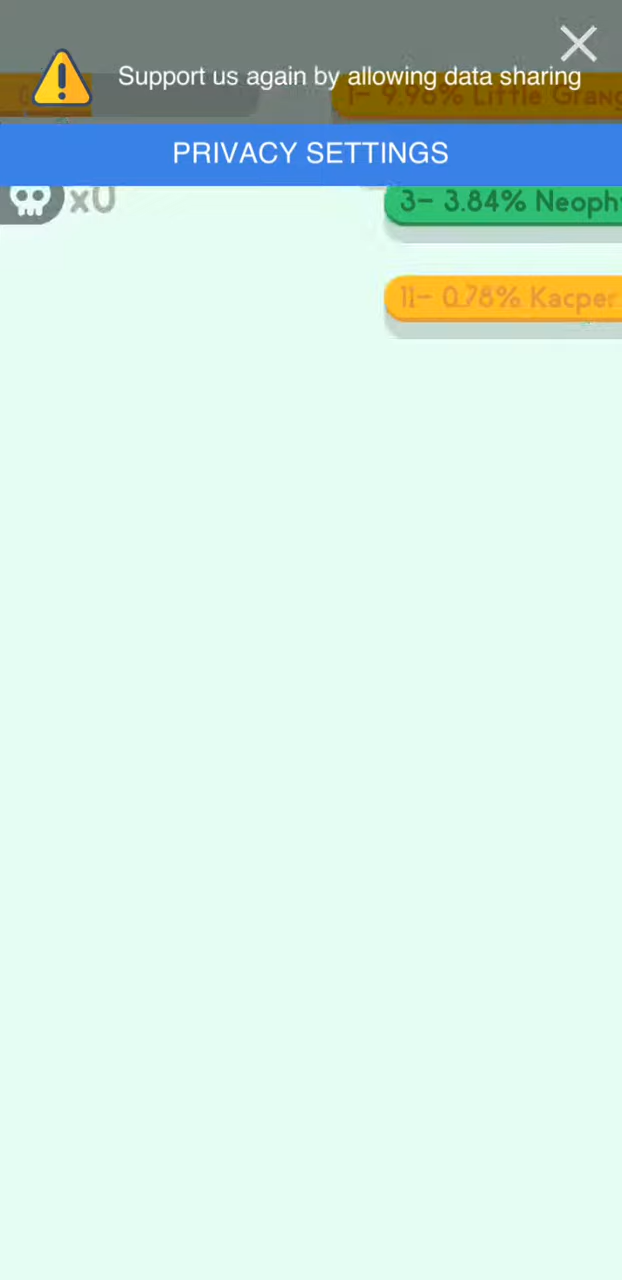 Support us again by allowing data sharing
1- 9.96% Little Grang
PRIVACY SETTINGS
x0
3- 3.84% Neoph
11- 0.78% Kacper